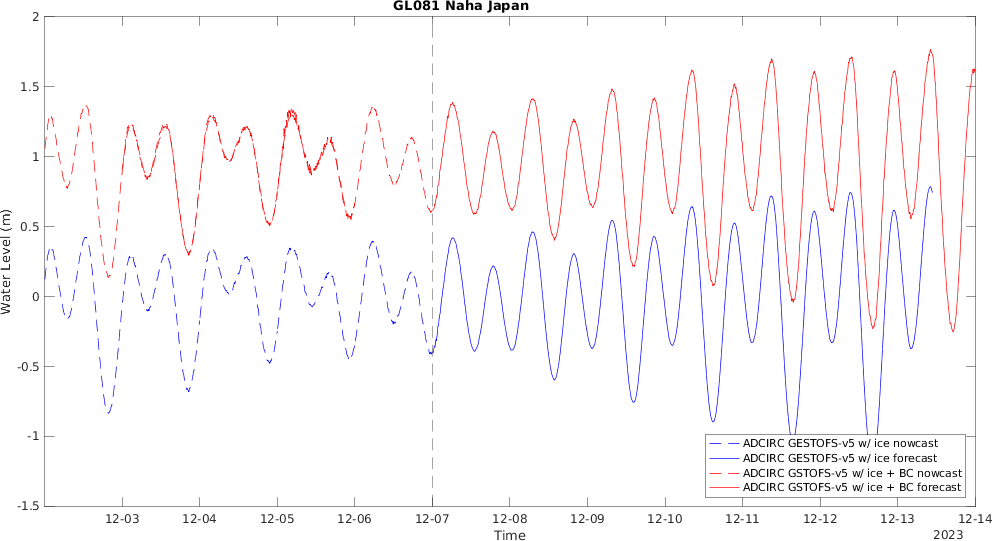 GL081 Naha Japan
2
1.5
1
0.5
0
-0.5
-1
-1.5
Water Level (m)
ADCIRC GESTOFS-v5 w/ ice nowcast
ADCIRC GESTOFS-v5 w/ ice forecast
ADCIRC GSTOFS-v5 w/ ice + BC nowcast
ADCIRC GSTOFS-v5 w/ ice + BC forecast
12-03 12-04 12-05 12-06 12-07 12-08 12-09 12-10 12-11 12-12 12-13 12-14
Time
2023